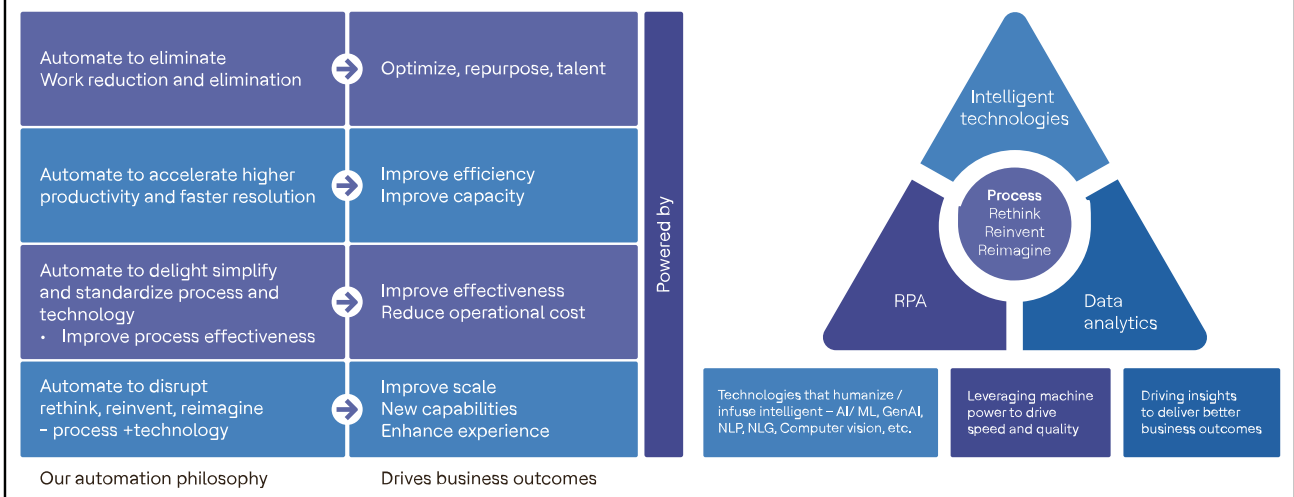 Automate to eliminate
Work reduction and elimination
Optimize, repurpose, talent
Automate to accelerate higher
productivity and faster resolution
Improve efficiency
Improve capacity
Automate to delight simplify
and standardize process and
technology
• Improve process effectiveness
Improve effectiveness
Reduce operational cost
Automate to disrupt
rethink, reinvent, reimagine
– process +technology
Improve scale
New capabilities
Enhance experience
Our automation philosophy
Drives business outcomes
Powered by
Intelligent
technologies
Process
Rethink
Reinvent
Reimagine
RPA
Data
analytics
Technologies that humanize /
infuse intelligent – AI/ ML, GenAI,
NLP, NLG, Computer vision, etc.
Leveraging machine
power to drive
speed and quality
Driving insights
to deliver better
business outcomes